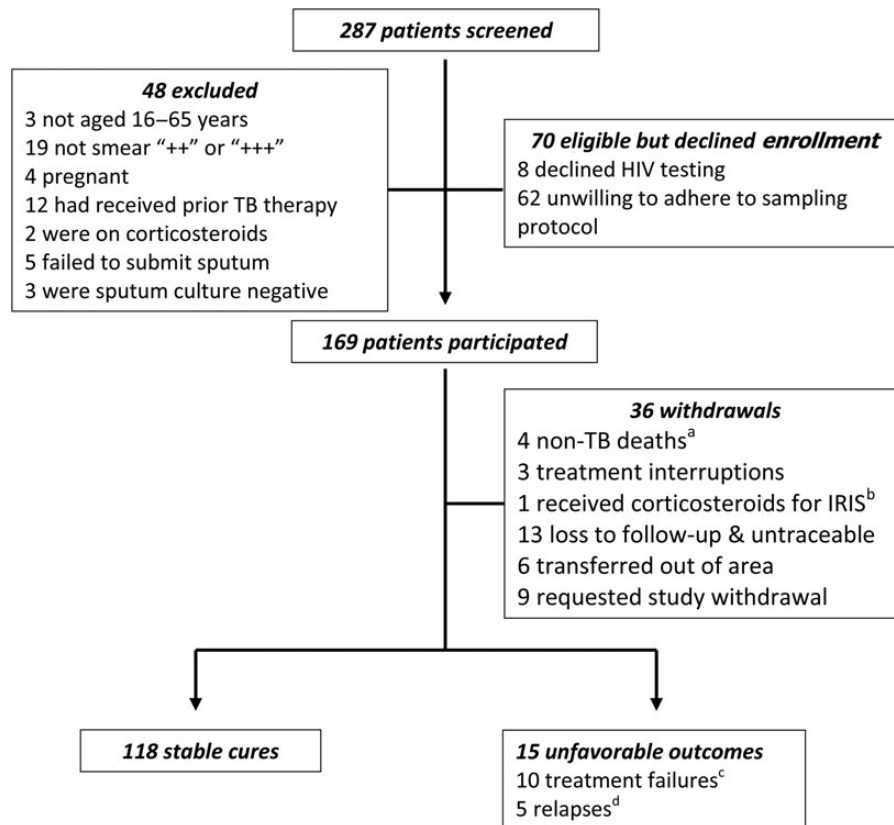 287 patients screened
48 excluded
3 not aged 16–65 years
19 not smear “++” or “+++”
4 pregnant
12 had received prior TB therapy
2 were on corticosteroids
5 failed to submit sputum
3 were sputum culture negative
70 eligible but declined enrollment
8 declined HIV testing
62 unwilling to adhere to sampling
protocol
169 patients participated
36 withdrawals
4 non-TB deathsᵃ
3 treatment interruptions
1 received corticosteroids for IRISᵇ
13 loss to follow-up & untraceable
6 transferred out of area
9 requested study withdrawal
118 stable cures
15 unfavorable outcomes
10 treatment failuresᶜ
5 relapsesᵈ